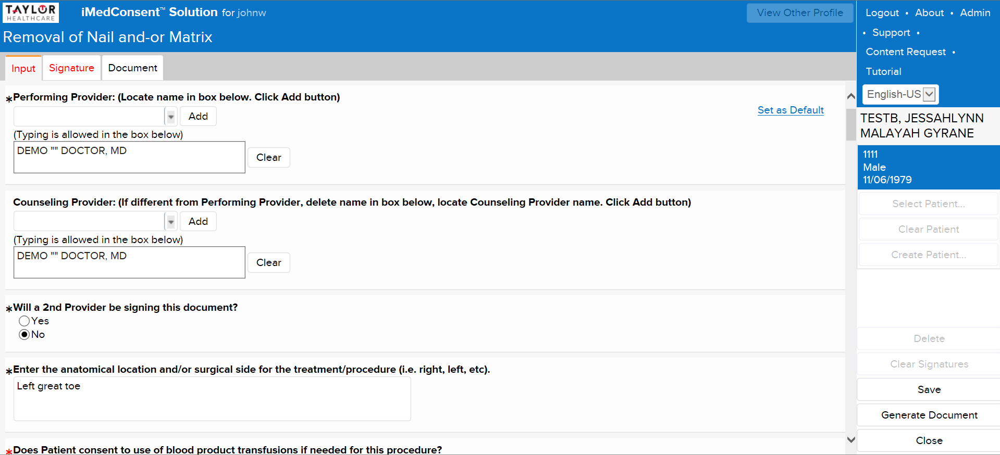 TAYLOR
HEALTHCARE
iMedConsent™ Solution for johnw
View Other Profile
Removal of Nail and-or Matrix
Logout • About • Admin
• Support •
Content Request •
Tutorial
English-US
Input
Signature
Document
*Performing Provider: (Locate name in box below. Click Add button)
Add
Set as Default
(Typing is allowed in the box below)
DEMO "" DOCTOR, MD
Clear
Counseling Provider: (If different from Performing Provider, delete name in box below, locate Counseling Provider name. Click Add button)
Add
(Typing is allowed in the box below)
DEMO "" DOCTOR, MD
Clear
*Will a 2nd Provider be signing this document?
Yes
No
*Enter the anatomical location and/or surgical side for the treatment/procedure (i.e. right, left, etc).
Left great toe
*Does Patient consent to use of blood product transfusions if needed for this procedure?
TESTB, JESSAHLYNN
MALAYAH GYRANE
1111
Male
11/06/1979
Select Patient...
Clear Patient
Create Patient...
Delete
Clear Signatures
Save
Generate Document
Close